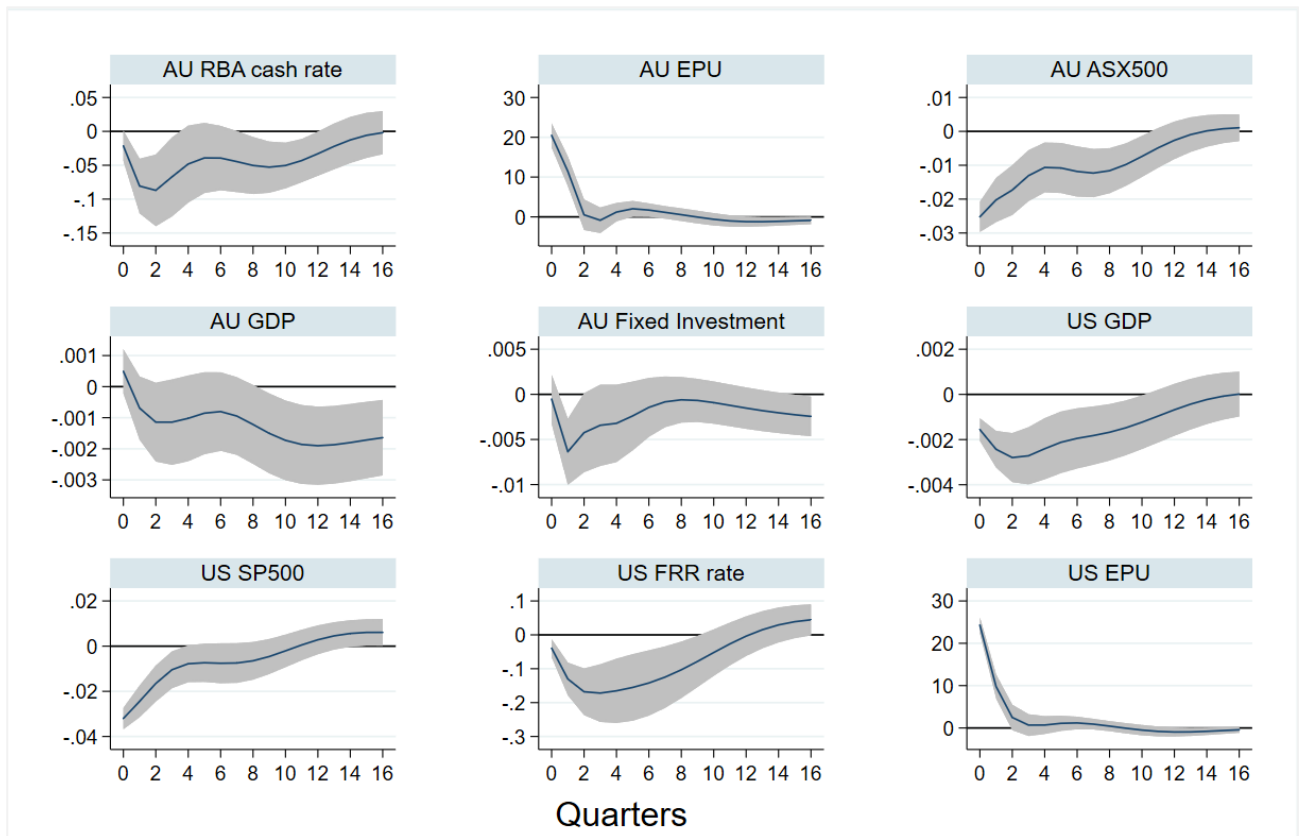 AU RBA cash rate
.05
0
-.05
-.1
-.15
0 2 4 6 8 10 12 14 16
AU EPU
30
20
10
0
0 2 4 6 8 10 12 14 16
AU ASX500
.01
0
-.01
-.02
-.03
0 2 4 6 8 10 12 14 16
AU GDP
.001
0
-.001
-.002
-.003
0 2 4 6 8 10 12 14 16
AU Fixed Investment
.005
0
-.005
-.01
0 2 4 6 8 10 12 14 16
US GDP
.002
0
-.002
-.004
0 2 4 6 8 10 12 14 16
US SP500
.02
0
-.02
-.04
0 2 4 6 8 10 12 14 16
US FRR rate
.1
0
-.1
-.2
-.3
0 2 4 6 8 10 12 14 16
US EPU
30
20
10
0
0 2 4 6 8 10 12 14 16
Quarters